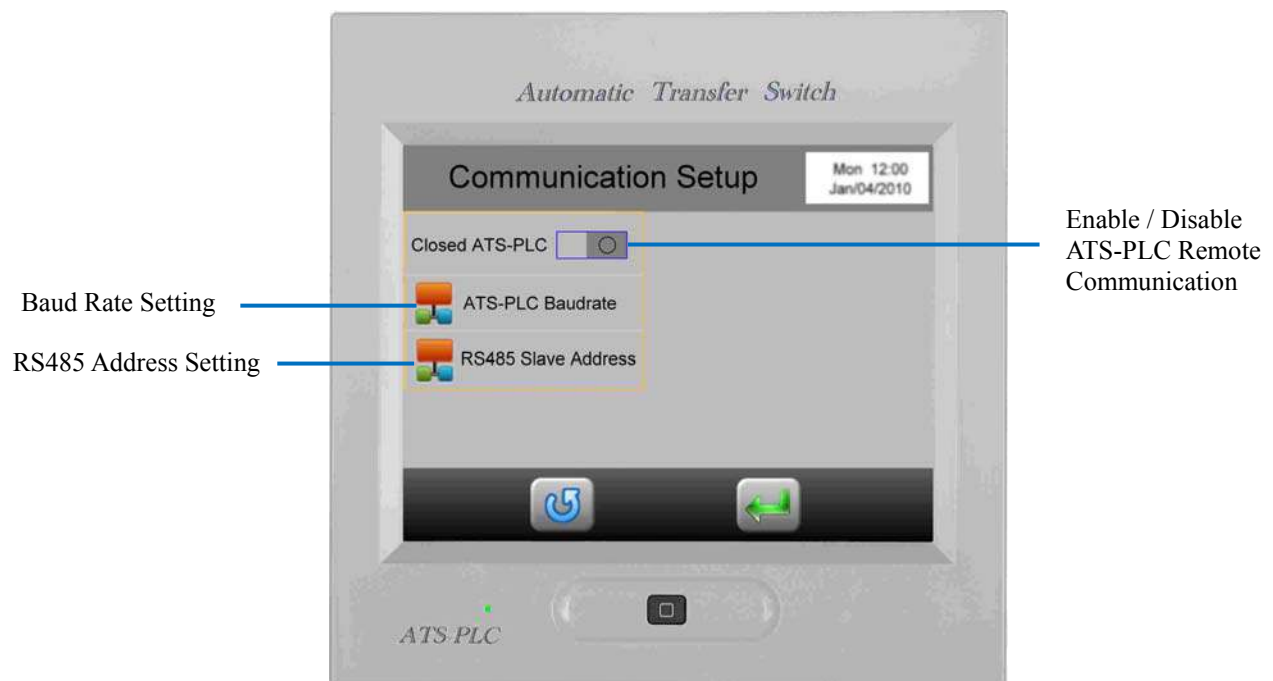 Automatic Transfer Switch
Communication Setup
Mon 12:00
Jan/04/2010
Closed ATS-PLC
Enable / Disable
ATS-PLC Remote
Communication
Baud Rate Setting
ATS-PLC Baudrate
RS485 Address Setting
RS485 Slave Address
ATS-PLC